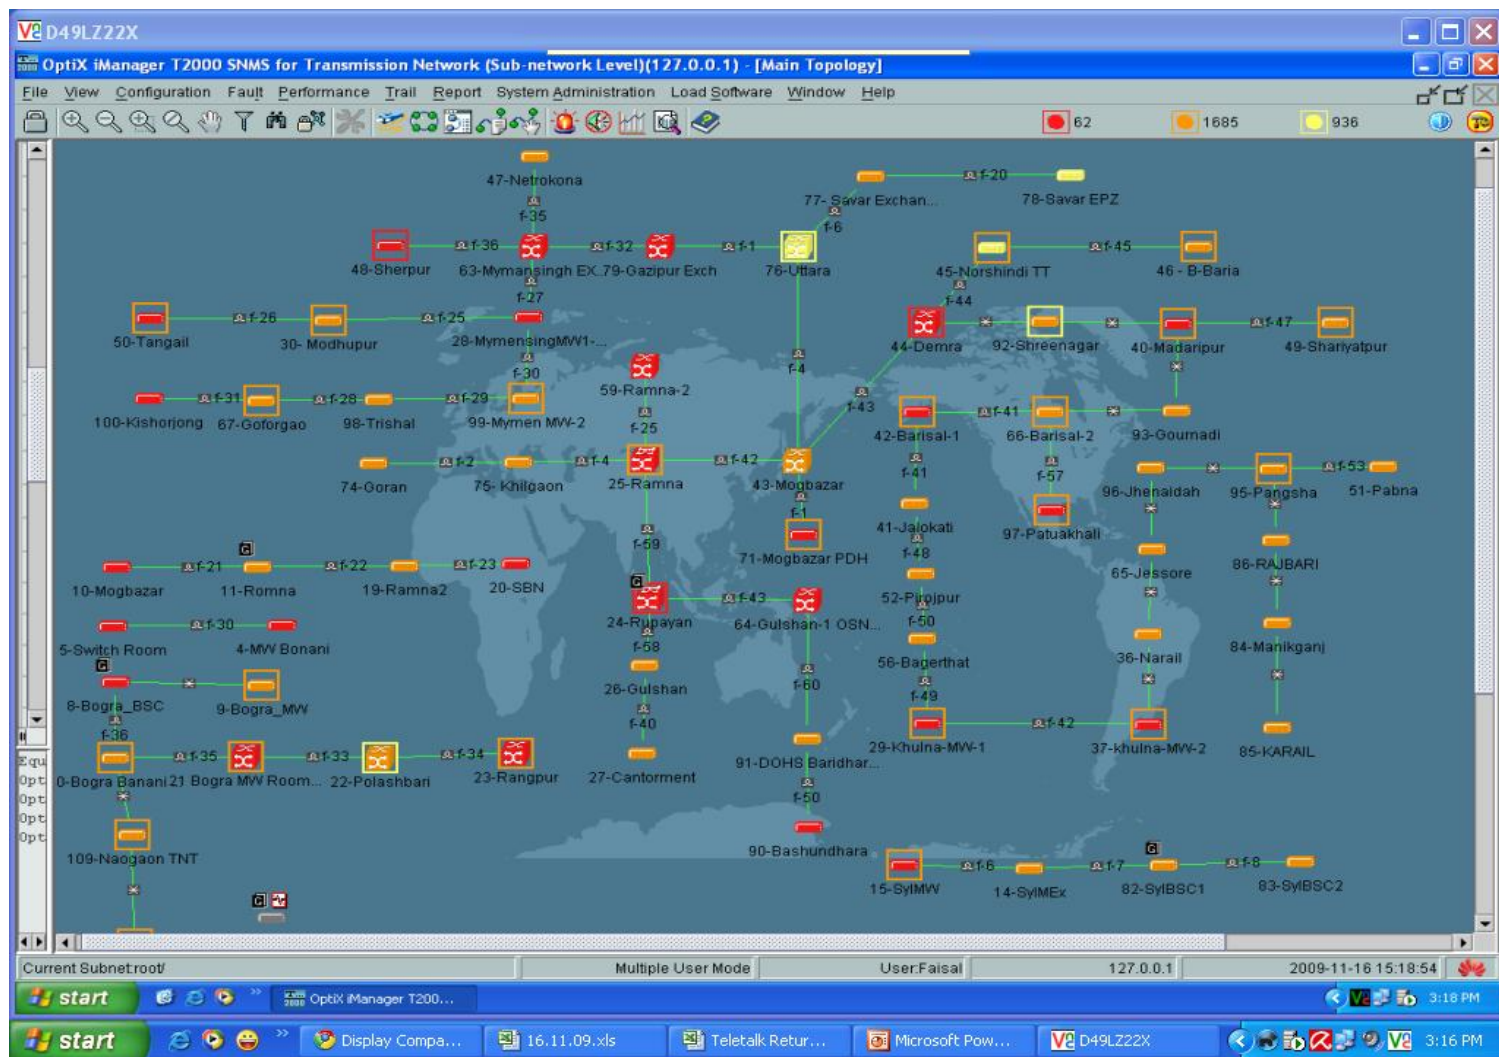 D49LZ22X
OptiX iManager T2000 SNMS for Transmission Network (Sub-network Level)(127.0.0.1) - [Main Topology]
File View Configuration Fault Performance Trail Report System Administration Load Software Window Help
62 1685 936
47-Netrokona
f-35
77- Savar Exchan...
f-20
78-Savar EPZ
f-6
48-Sherpur
f-36
63-Mymansingh EX...
f-32
79-Gazipur Exch
f-1
76-Uttara
45-Norshindi TT
f-45
46 - B-Baria
f-27
f-44
50-Tangail
f-26
30- Modhupur
f-25
28-MymensingMW1-...
44-Demra
92-Shreenagar
40-Madaripur
f-47
49-Shariyatpur
f-30
59-Ramna-2
f-4
f-43
100-Kishorjong
f-31
67-Goforgao
f-28
98-Trishal
f-29
99-Mymen MW-2
f-25
42-Barisal-1
f-41
66-Barisal-2
93-Gournadi
74-Goran
f-2
75- Khilgaon
f-4
25-Ramna
f-42
43-Mogbazar
f-41
f-57
96-Jhenaidah
95-Pangsha
f-53
51-Pabna
f-1
71-Mogbazar PDH
41-Jalokati
f-48
97-Patuakhali
f-59
10-Mogbazar
f-21
11-Romna
f-22
19-Ramna2
f-23
20-SBN
52-Pirojpur
65-Jessore
86-RAJBARI
5-Switch Room
f-30
4-MW Bonani
24-Rupayan
f-43
64-Gulshan-1 OSN...
f-50
f-58
56-Bagerthat
36-Narail
84-Manikganj
8-Bogra_BSC
9-Bogra_MW
26-Gulshan
f-60
f-49
f-36
f-40
29-Khulna-MW-1
f-42
37-khulna-MW-2
85-KARAIL
0-Bogra Banani
f-35
21 Bogra MW Room...
f-33
22-Polashbari
f-34
23-Rangpur
27-Cantorment
91-DOHS Baridhar...
f-50
Equ
Opt
Opt
Opt
Opt
109-Naogaon TNT
90-Bashundhara
15-SylMW
f-6
14-SylMEx
f-7
82-SylBSC1
f-8
83-SylBSC2
Current Subnet:root/ Multiple User Mode User:Faisal 127.0.0.1 2009-11-16 15:18:54
start OptiX iManager T200... 3:18 PM
start Display Compa... 16.11.09.xls Teletalk Retur... Microsoft Pow... D49LZ22X 3:16 PM